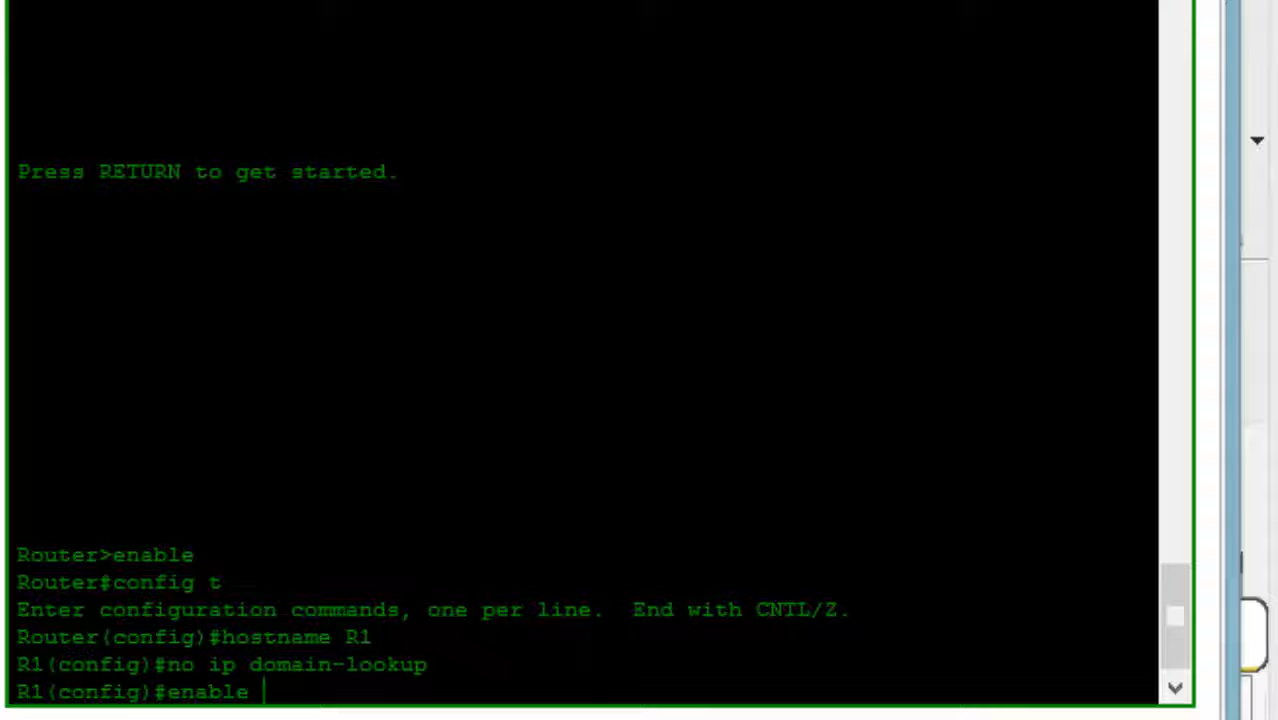 Press RETURN to get started.
Router>enable
Router#config t
Enter configuration commands, one per line.  End with CNTL/Z.
Router(config)#hostname R1
R1(config)#no ip domain-lookup
R1(config)#enable